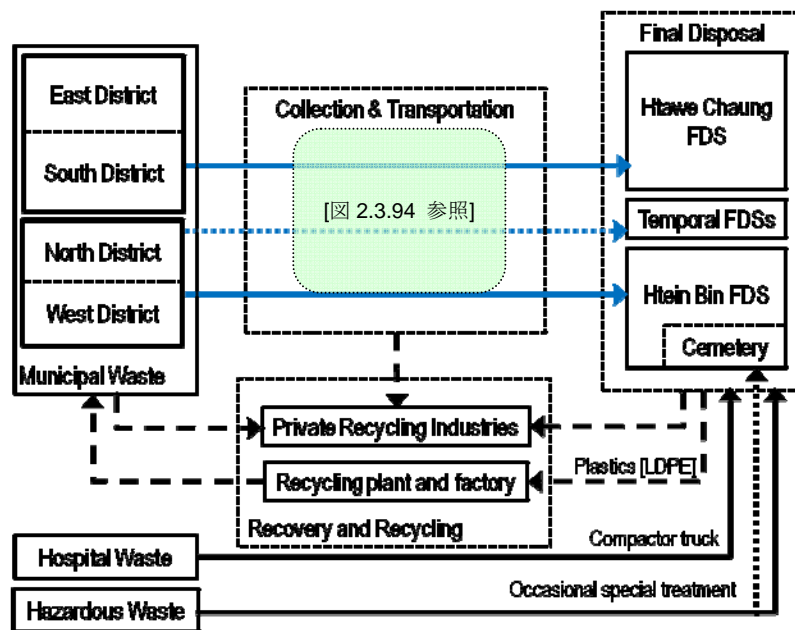 East District
South District
North District
West District
Municipal Waste
Collection & Transportation
[図 2.3.94 参照]
Final Disposal
Htawe Chaung
FDS
Temporal FDSs
Htein Bin FDS
Cemetery
Private Recycling Industries
Recycling plant and factory
Recovery and Recycling
Plastics [LDPE]
Hospital Waste
Compactor truck
Hazardous Waste
Occasional special treatment